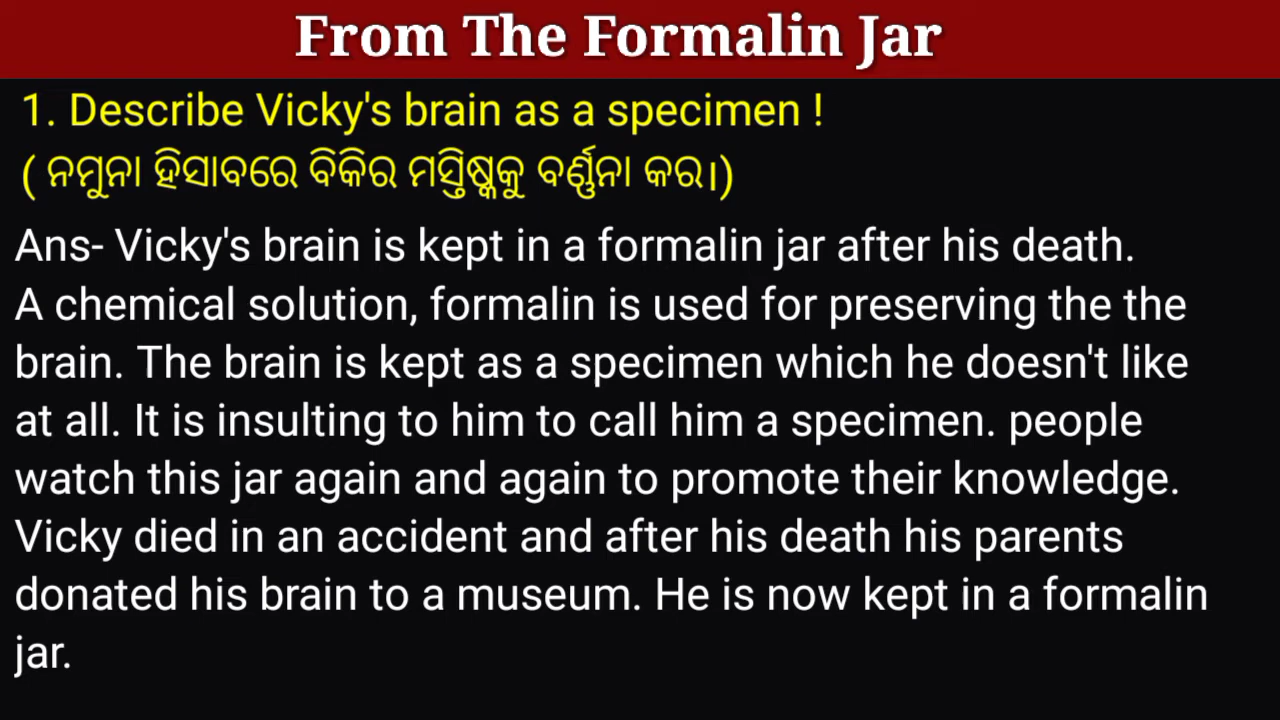 From The Formalin Jar
1. Describe Vicky's brain as a specimen !
( ନମୁନା ହିସାବରେ ବିକିର ମସ୍ତିଷ୍କକୁ ବର୍ଣ୍ଣନା କର।)
Ans- Vicky's brain is kept in a formalin jar after his death.
A chemical solution, formalin is used for preserving the the
brain. The brain is kept as a specimen which he doesn't like
at all. It is insulting to him to call him a specimen. people
watch this jar again and again to promote their knowledge.
Vicky died in an accident and after his death his parents
donated his brain to a museum. He is now kept in a formalin
jar.